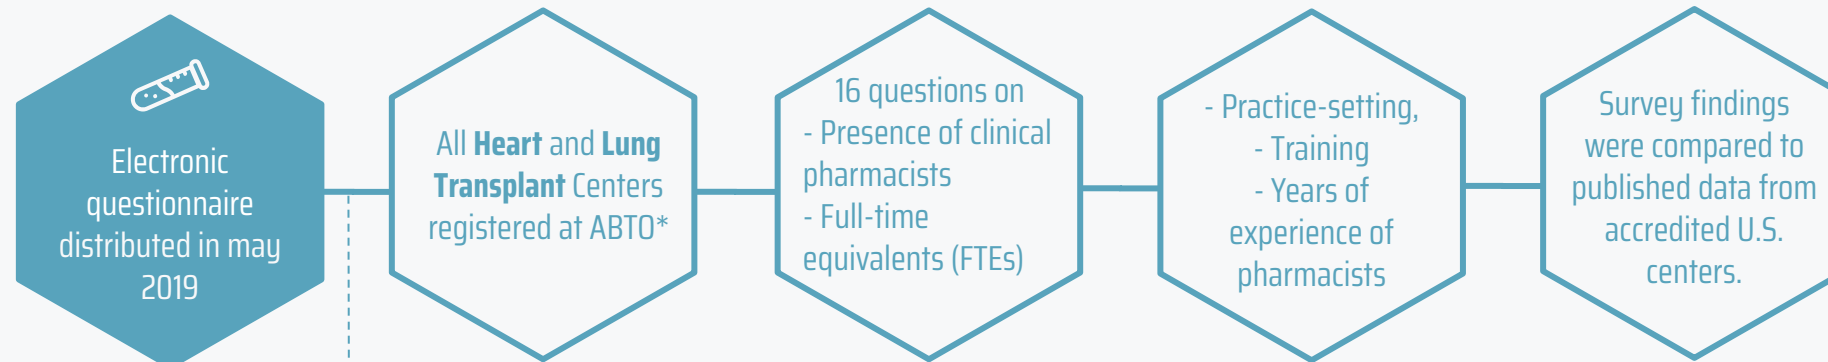 Electronic
questionnaire
distributed in may
2019
All Heart and Lung
Transplant Centers
registered at ABTO*
16 questions on
- Presence of clinical
pharmacists
- Full-time
equivalents (FTEs)
- Practice-setting,
- Training
- Years of
experience of
pharmacists
Survey findings
were compared to
published data from
accredited U.S.
centers.